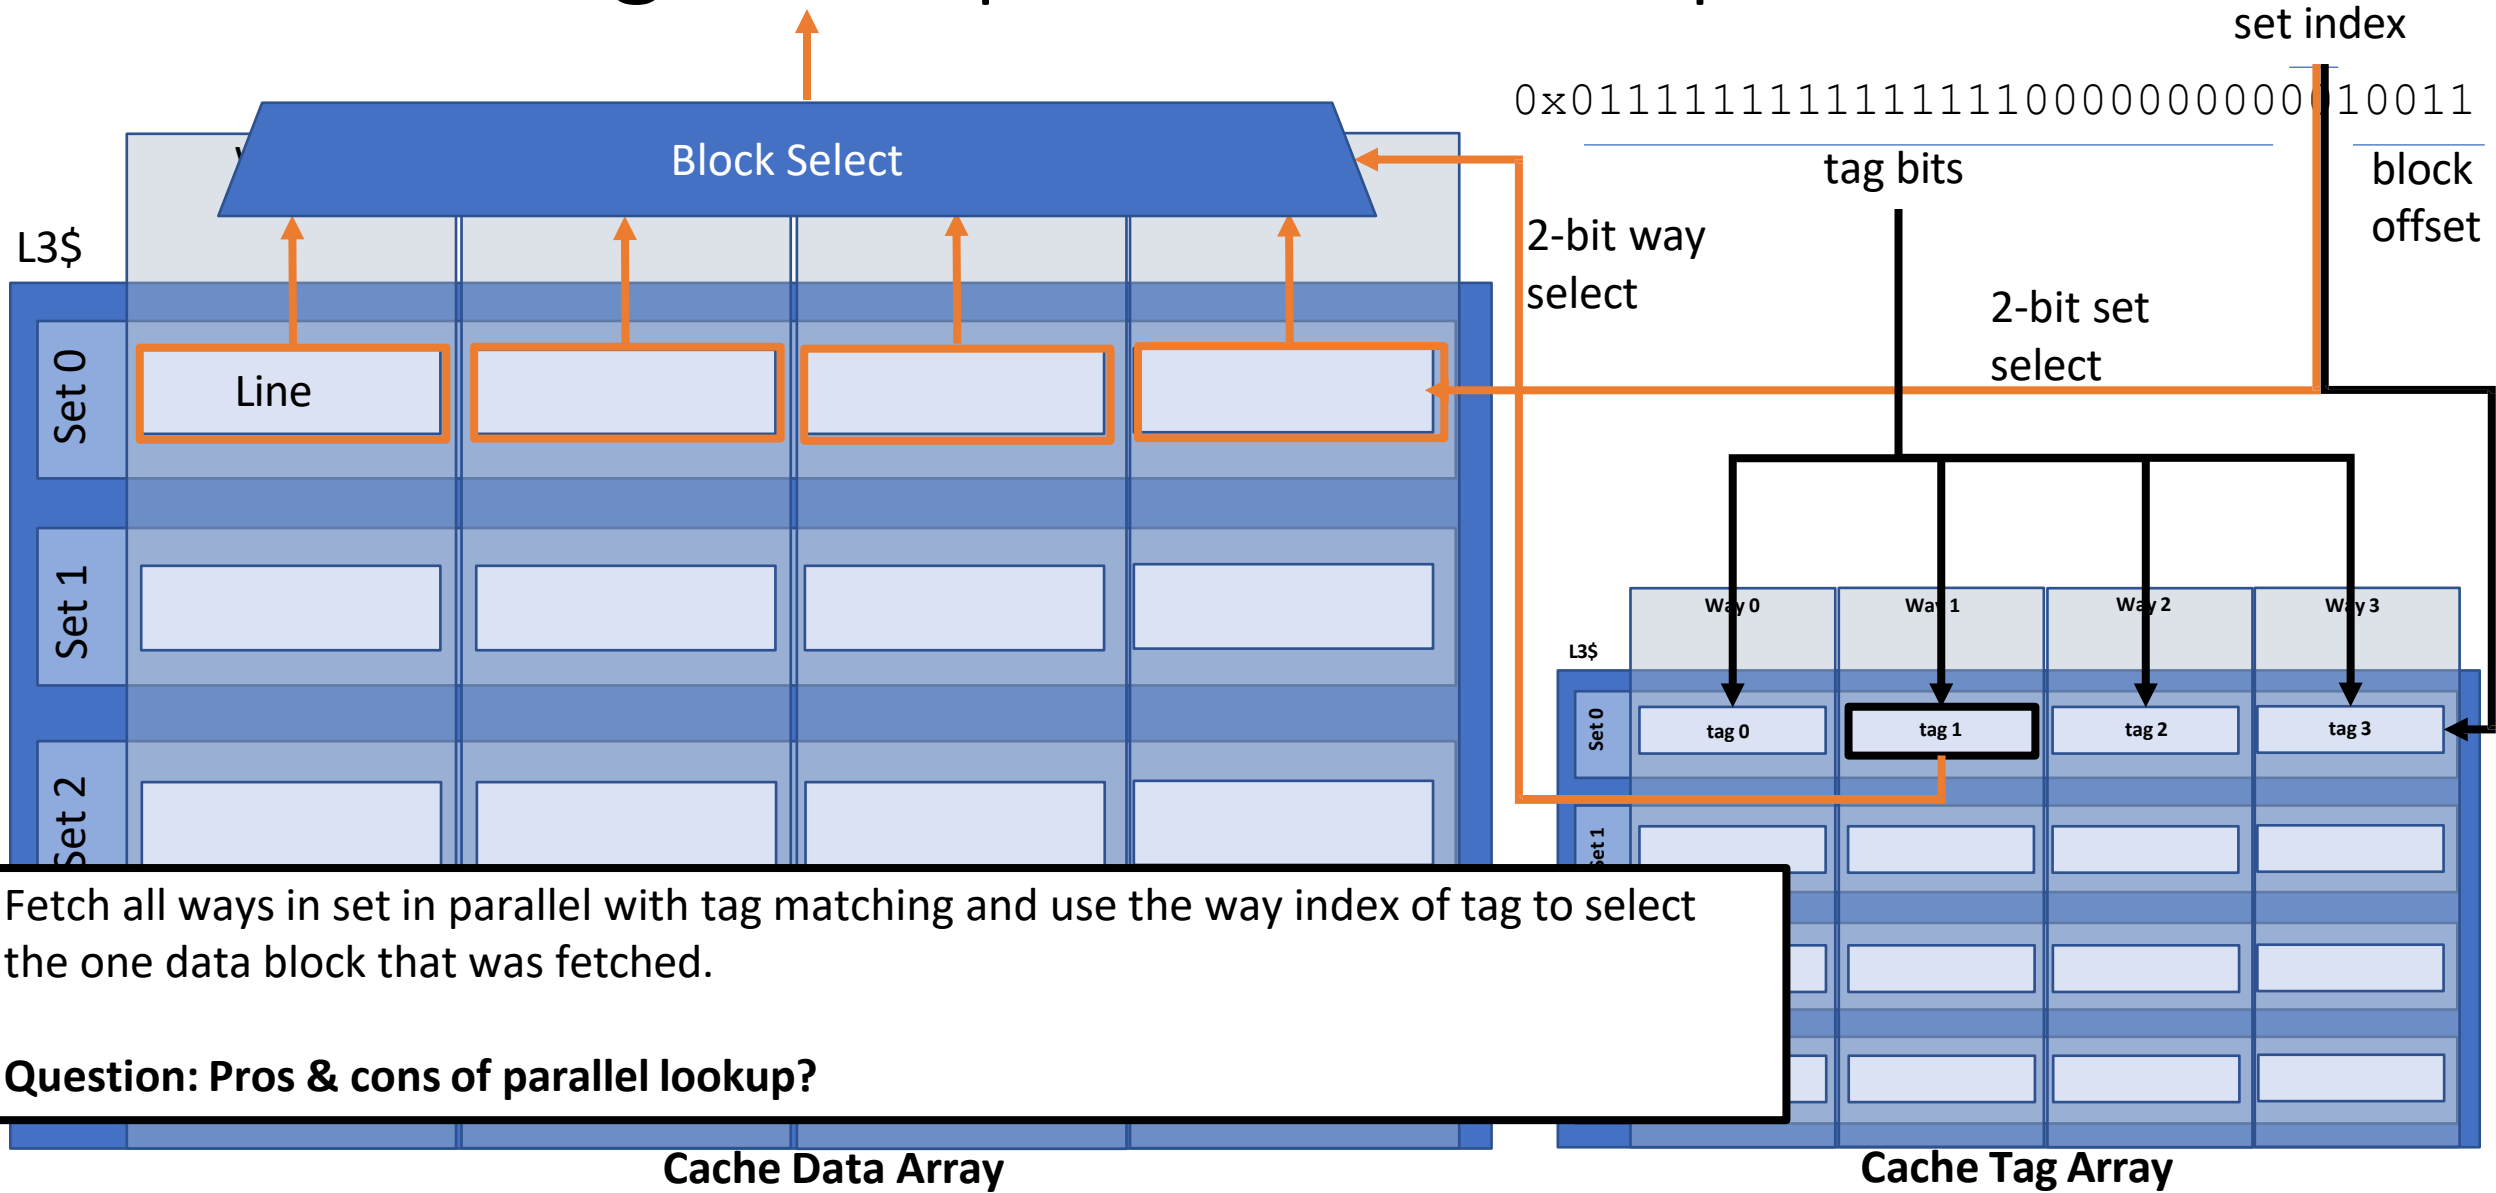 set index
0x0111111111111111000000000010011
Block Select
tag bits
block
offset
2-bit way
select
L3$
2-bit set
select
Set 0
Line
Set 1
Set 2
Way 0
Way 1
Way 2
Way 3
L3$
Set 0
tag 0
tag 1
tag 2
tag 3
Set 1
Fetch all ways in set in parallel with tag matching and use the way index of tag to select
the one data block that was fetched.
Question: Pros & cons of parallel lookup?
Cache Data Array
Cache Tag Array